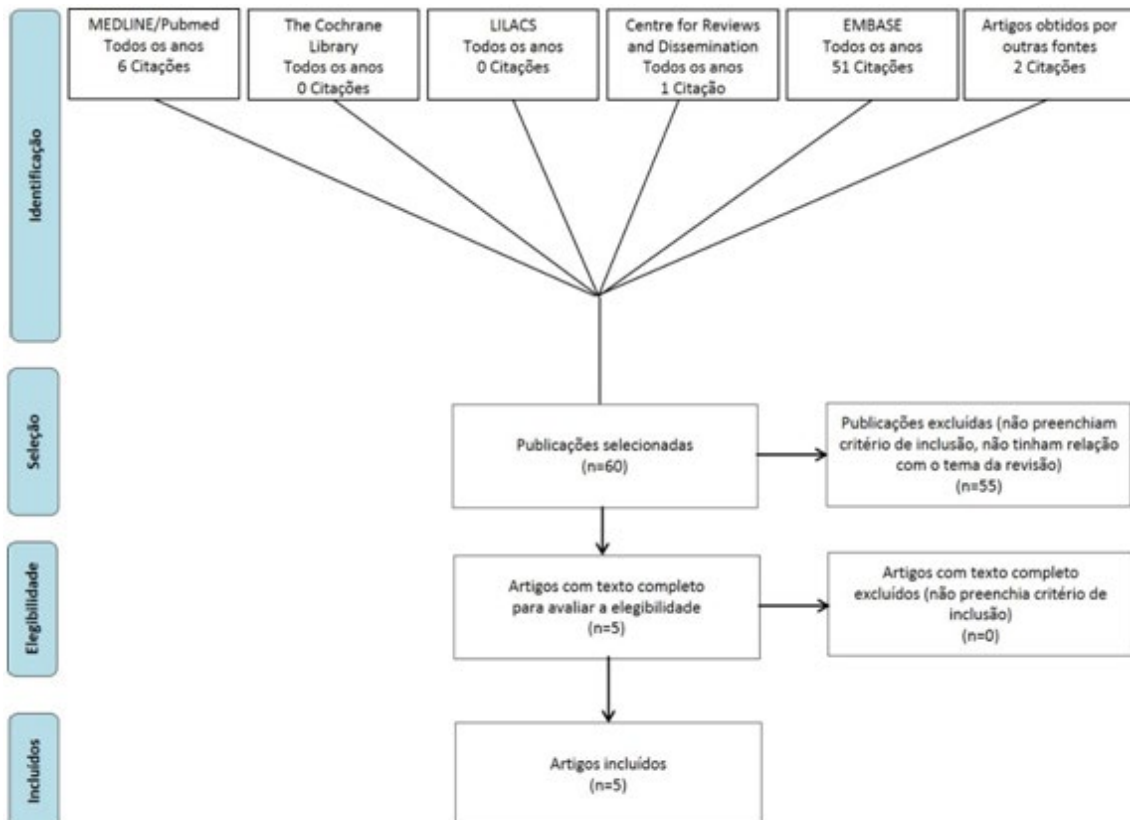 Identificação
MEDLINE/Pubmed
Todos os anos
6 Citações
The Cochrane
Library
Todos os anos
0 Citações
LILACS
Todos os anos
0 Citações
Centre for Reviews
and Dissemination
Todos os anos
1 Citação
EMBASE
Todos os anos
51 Citações
Artigos obtidos por
outras fontes
2 Citações
Seleção
Publicações selecionadas
(n=60)
Publicações excluídas (não preenchiam
critério de inclusão, não tinham relação
com o tema da revisão)
(n=55)
Elegibilidade
Artigos com texto completo
para avaliar a elegibilidade
(n=5)
Artigos com texto completo
excluídos (não preenchia critério de
inclusão)
(n=0)
Incluídos
Artigos incluídos
(n=5)